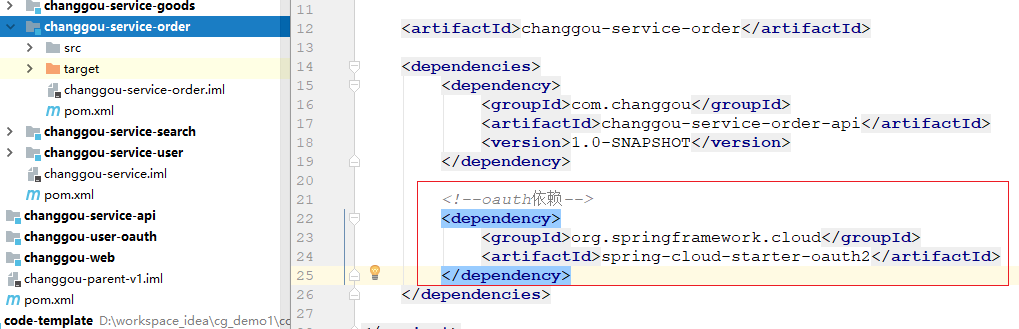 changgou-service-goods
changgou-service-order
src
target
changgou-service-order.iml
pom.xml
changgou-service-search
changgou-service-user
changgou-service.iml
pom.xml
changgou-service-api
changgou-user-oauth
changgou-web
changgou-parent-v1.iml
pom.xml
code-template D:\workspace_idea\cg_demo1\cc
11
12 <artifactId>changgou-service-order</artifactId>
13
14 <dependencies>
15 <dependency>
16 <groupId>com.changgou</groupId>
17 <artifactId>changgou-service-order-api</artifactId>
18 <version>1.0-SNAPSHOT</version>
19 </dependency>
20
21 <!--oauth依赖-->
22 <dependency>
23 <groupId>org.springframework.cloud</groupId>
24 <artifactId>spring-cloud-starter-oauth2</artifactId>
25 </dependency>
26 </dependencies>
27